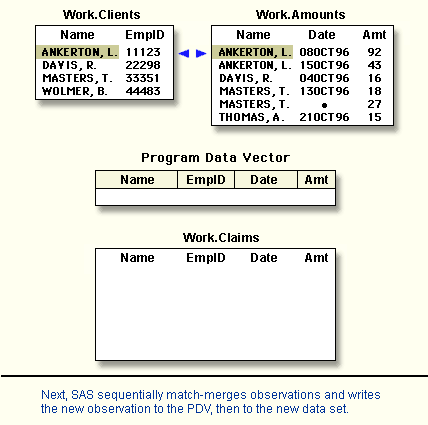 Work.Clients Work.Amounts
Name EmpID Name Date Amt
ANKERTON, L. 11123 ANKERTON, L. 08OCT96 92
DAVIS, R. 22298 ANKERTON, L. 15OCT96 43
MASTERS, T. 33351 DAVIS, R. 04OCT96 16
WOLMER, B. 44483 MASTERS, T. 13OCT96 18
MASTERS, T. • 27
THOMAS, A. 21OCT96 15
Program Data Vector
Name EmpID Date Amt
Work.Claims
Name EmpID Date Amt
Next, SAS sequentially match-merges observations and writes
the new observation to the PDV, then to the new data set.